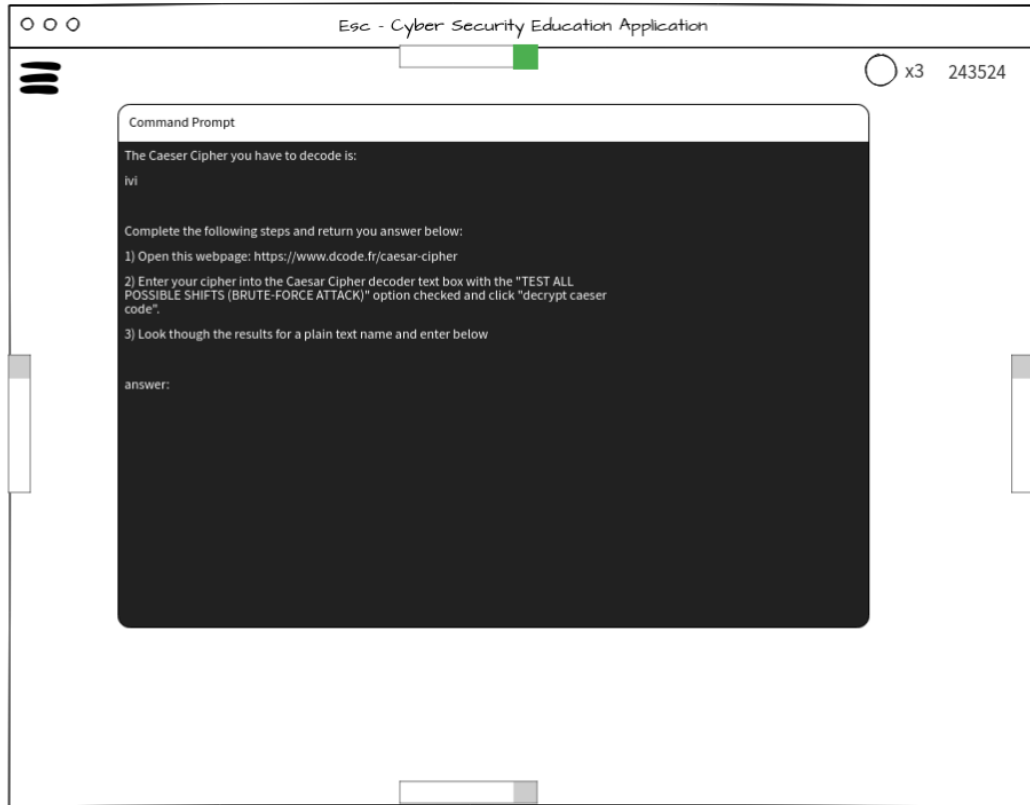 Esc - Cyber Security Education Application
x3 243524
Command Prompt
The Caeser Cipher you have to decode is:
ivi
Complete the following steps and return you answer below:
1) Open this webpage: https://www.dcode.fr/caesar-cipher
2) Enter your cipher into the Caesar Cipher decoder text box with the "TEST ALL
POSSIBLE SHIFTS (BRUTE-FORCE ATTACK)" option checked and click "decrypt caeser
code".
3) Look though the results for a plain text name and enter below
answer: